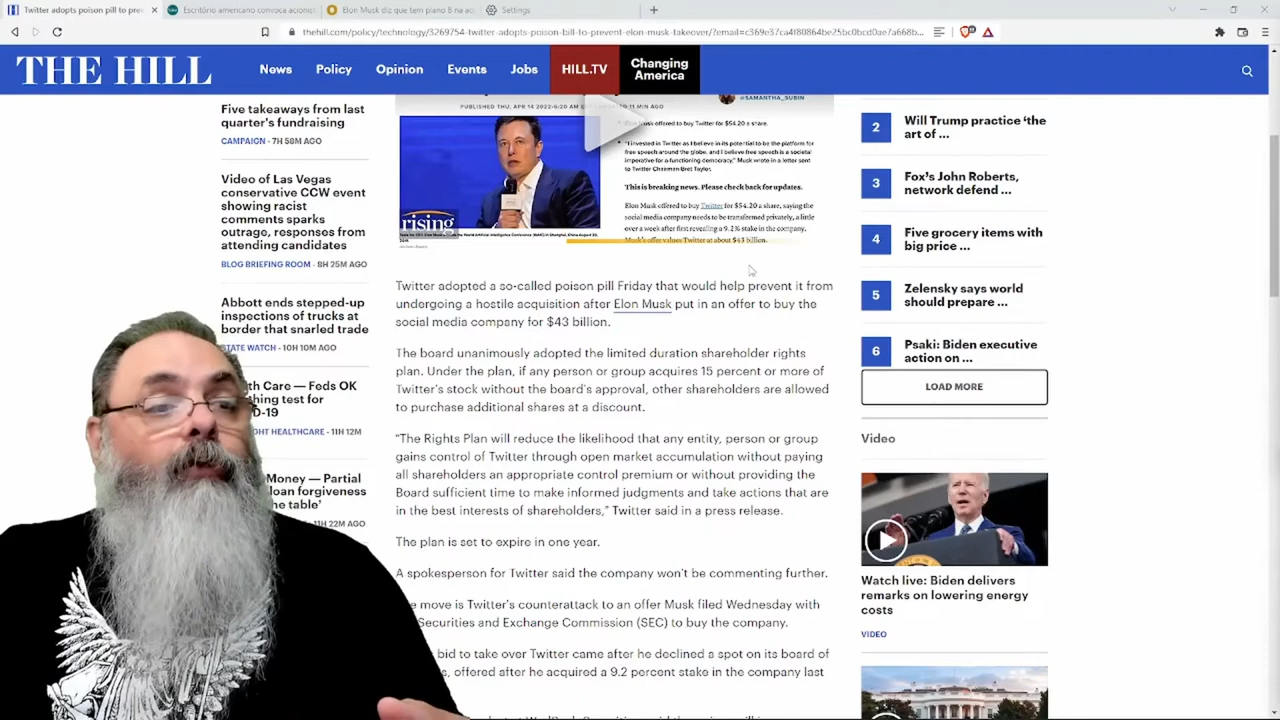 Twitter adopts poison pill to pre
Escritório americano convoca acionist
Elon Musk diz que tem plano B na ac
Settings
thehill.com/policy/technology/3269754-twitter-adopts-poison-bill-to-prevent-elon-musk-takeover/?email=c369e37ca4f80864be25bc0bcd0ae7a668b...
THE HILL
News
Policy
Opinion
Events
Jobs
HILL.TV
Changing
America
Five takeaways from last
quarter's fundraising
CAMPAIGN - 7H 58M AGO
Video of Las Vegas
conservative CCW event
showing racist
comments sparks
outrage, responses from
attending candidates
BLOG BRIEFING ROOM - 8H 25M AGO
Abbott ends stepped-up
inspections of trucks at
border that snarled trade
STATE WATCH - 10H 10M AGO
th Care — Feds OK
hing test for
D-19
GHT HEALTHCARE - 11H 12M
Money — Partial
loan forgiveness
he table'
11H 22M AGO
PUBLISHED THU, APR 14 2022-6:20 AM
11 MIN AGO
@SAMANTHA_SUBIN
rising
Elon Musk offered to buy Twitter for $54.20 a share.
"I invested in Twitter as I believe in its potential to be the platform for
free speech around the globe, and I believe free speech is a societal
imperative for a functioning democracy," Musk wrote in a letter sent
to Twitter Chairman Bret Taylor.
This is breaking news. Please check back for updates.
Elon Musk offered to buy Twitter for $54.20 a share, saying the
social media company needs to be transformed privately, a little
over a week after first revealing a 9.2% stake in the company.
Musk's offer values Twitter at about $43 billion.
Twitter adopted a so-called poison pill Friday that would help prevent it from
undergoing a hostile acquisition after Elon Musk put in an offer to buy the
social media company for $43 billion.
The board unanimously adopted the limited duration shareholder rights
plan. Under the plan, if any person or group acquires 15 percent or more of
Twitter's stock without the board's approval, other shareholders are allowed
to purchase additional shares at a discount.
"The Rights Plan will reduce the likelihood that any entity, person or group
gains control of Twitter through open market accumulation without paying
all shareholders an appropriate control premium or without providing the
Board sufficient time to make informed judgments and take actions that are
in the best interests of shareholders," Twitter said in a press release.
The plan is set to expire in one year.
A spokesperson for Twitter said the company won't be commenting further.
e move is Twitter's counterattack to an offer Musk filed Wednesday with
Securities and Exchange Commission (SEC) to buy the company.
bid to take over Twitter came after he declined a spot on its board of
, offered after he acquired a 9.2 percent stake in the company last
2
Will Trump practice 'the
art of ...
3
Fox's John Roberts,
network defend ...
4
Five grocery items with
big price ...
5
Zelensky says world
should prepare ...
6
Psaki: Biden executive
action on ...
LOAD MORE
Video
Watch live: Biden delivers
remarks on lowering energy
costs
VIDEO